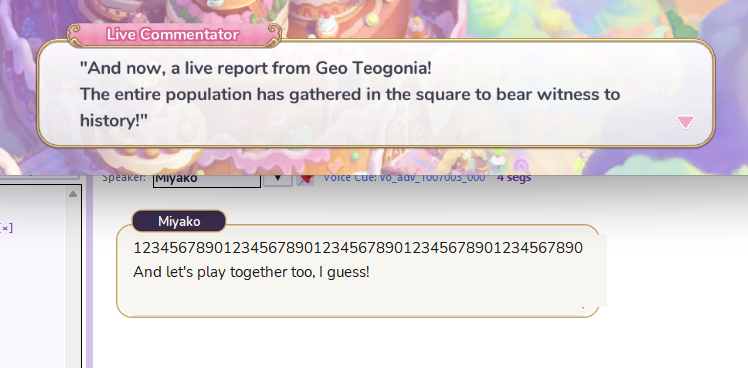 Live Commentator
"And now, a live report from Geo Teogonia!
The entire population has gathered in the square to bear witness to
history!"
Speaker: Miyako ▼ Voice Cue: vo_adv_1007003_000 4 segs
[×]
Miyako
12345678901234567890123456789012345678901234567890
And let's play together too, I guess!